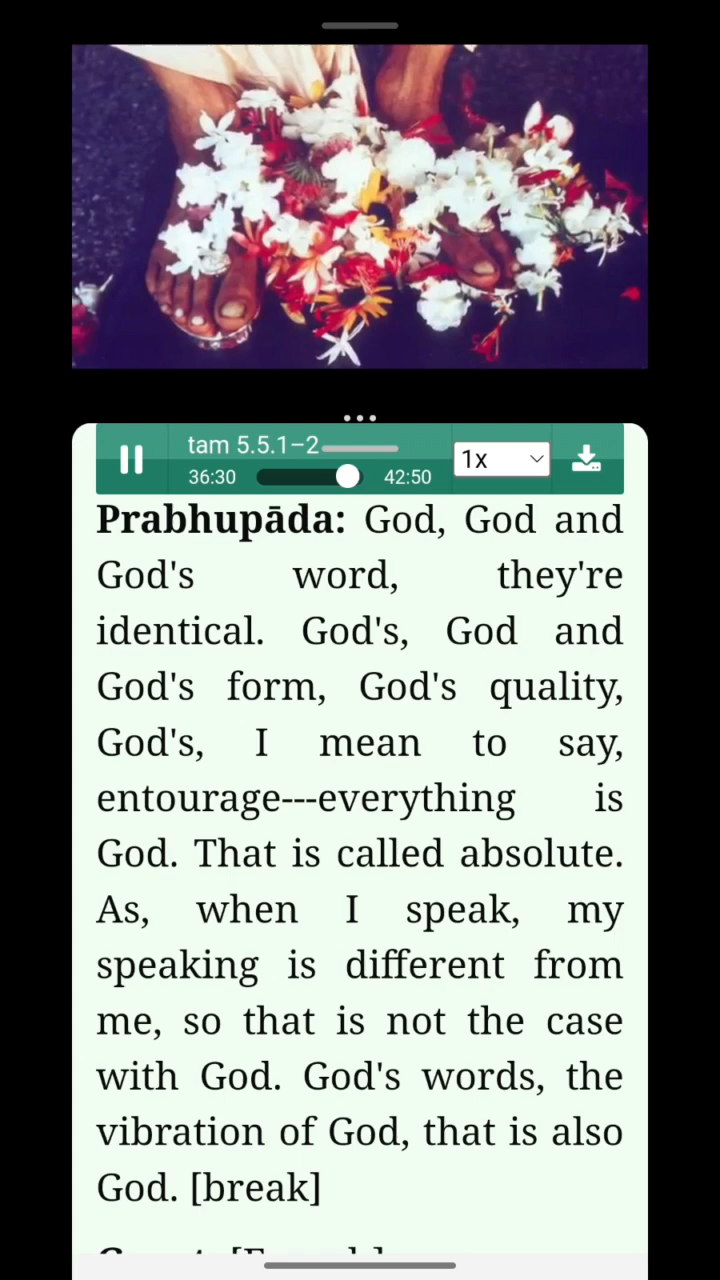 tam 5.5.1–2
36:30
42:50
1x
Prabhupāda: God, God and
God's word, they're
identical. God's, God and
God's form, God's quality,
God's, I mean to say,
entourage---everything is
God. That is called absolute.
As, when I speak, my
speaking is different from
me, so that is not the case
with God. God's words, the
vibration of God, that is also
God. [break]